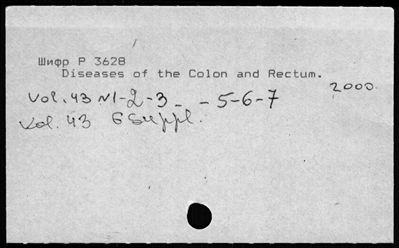 Шифр P 3628
Diseases of the Colon and Rectum.
2000.
Vol. 43 N1-2-3- -5-6-7
Vol. 43 6 Suppl.